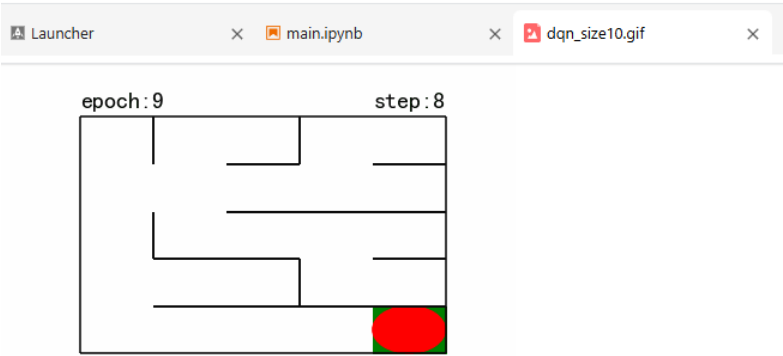 Launcher
main.ipynb
dqn_size10.gif
epoch:9
step:8